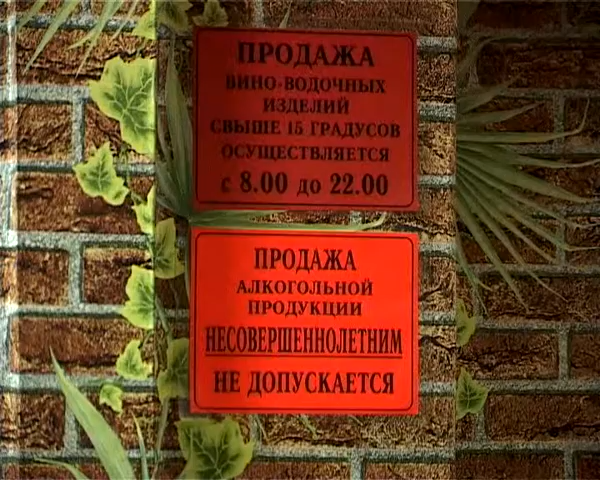 ПРОДАЖА
ВИНО-ВОДОЧНЫХ
ИЗДЕЛИЙ
СВЫШЕ 15 ГРАДУСОВ
ОСУЩЕСТВЛЯЕТСЯ
с 8.00 до 22.00
ПРОДАЖА
АЛКОГОЛЬНОЙ
ПРОДУКЦИИ
НЕСОВЕРШЕННОЛЕТНИМ
НЕ ДОПУСКАЕТСЯ